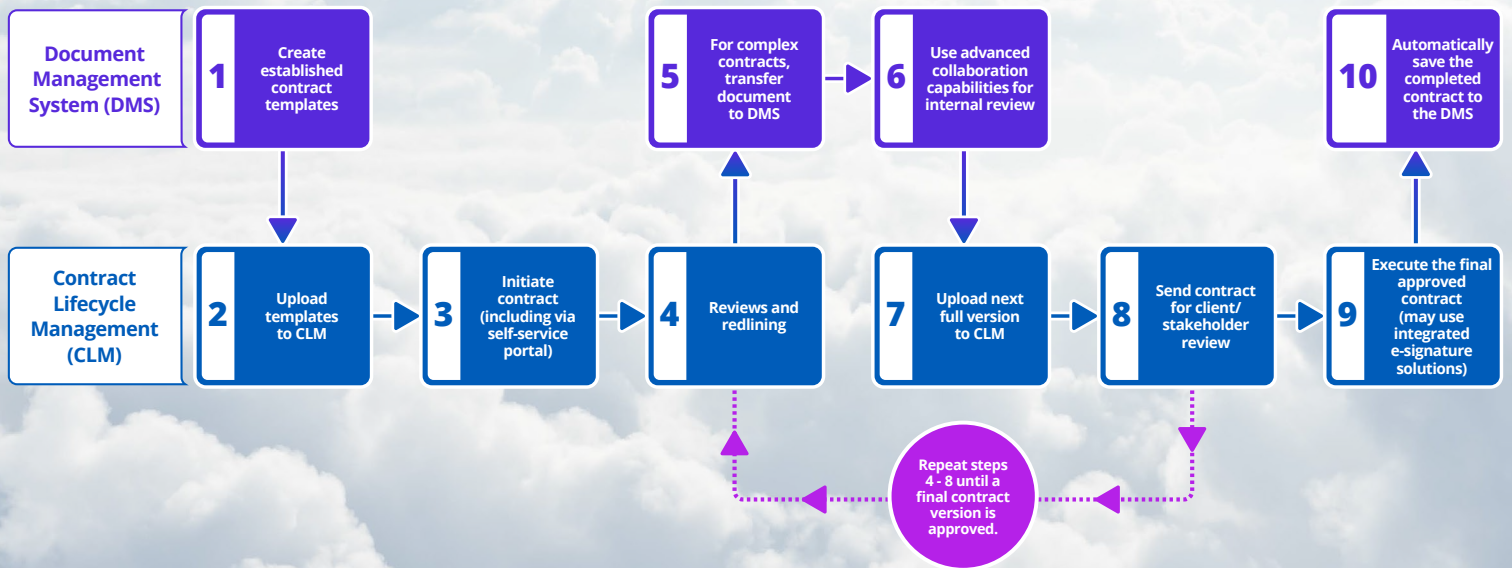 Document
Management
System (DMS)
1
Create
established
contract
templates
5
For complex
contracts,
transfer
document
to DMS
6
Use advanced
collaboration
capabilities for
internal review
10
Automatically
save the
completed
contract to
the DMS
Contract
Lifecycle
Management
(CLM)
2
Upload
templates
to CLM
3
Initiate
contract
(including via
self-service
portal)
4
Reviews and
redlining
7
Upload next
full version
to CLM
8
Send contract
for client/
stakeholder
review
9
Execute the final
approved
contract
(may use
integrated
e-signature
solutions)
Repeat steps
4 - 8 until a
final contract
version is
approved.